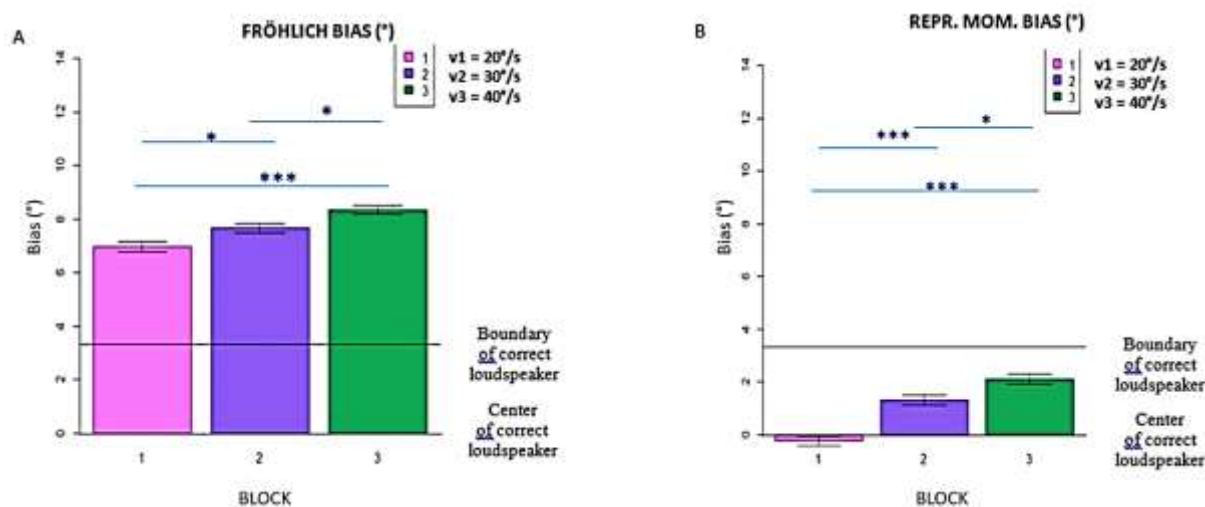 A
FRÖHLICH BIAS (°)
1 v1 = 20°/s
2 v2 = 30°/s
3 v3 = 40°/s
14
12
10
8
6
4
2
0
Bias (°)
*
*
***
Boundary
of correct
loudspeaker
Center
of correct
loudspeaker
1 2 3
BLOCK
B
REPR. MOM. BIAS (°)
1 v1 = 20°/s
2 v2 = 30°/s
3 v3 = 40°/s
14
12
10
8
6
4
2
0
Bias (°)
*
***
***
Boundary
of correct
loudspeaker
Center
of correct
loudspeaker
1 2 3
BLOCK